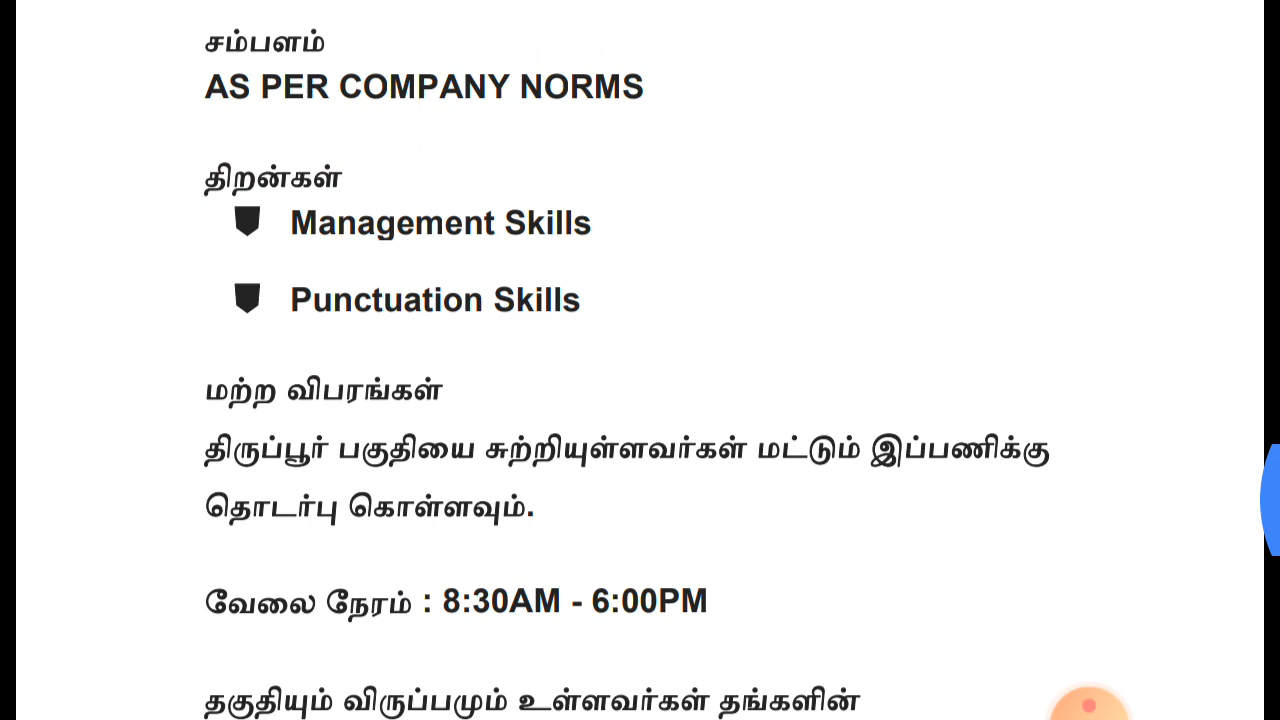 சம்பளம்
AS PER COMPANY NORMS
திறன்கள்
Management Skills
Punctuation Skills
மற்ற விபரங்கள்
திருப்பூர் பகுதியை சுற்றியுள்ளவர்கள் மட்டும் இப்பணிக்கு
தொடர்பு கொள்ளவும்.
வேலை நேரம் : 8:30AM - 6:00PM
தகுதியும் விருப்பமும் உள்ளவர்கள் தங்களின்